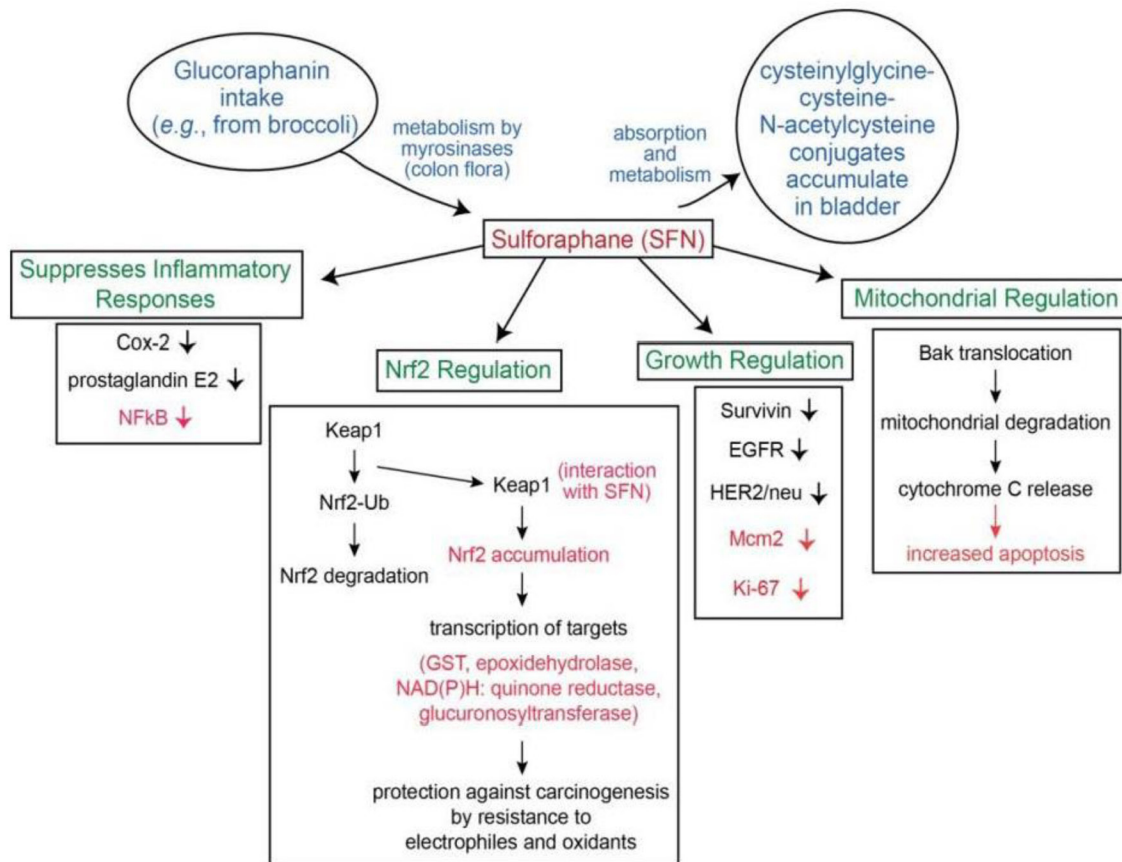 Glucoraphanin
intake
(e.g., from broccoli)
metabolism by
myrosinases
(colon flora)
absorption
and
metabolism
cysteinylglycine-
cysteine-
N-acetylcysteine
conjugates
accumulate
in bladder
Sulforaphane (SFN)
Suppresses Inflammatory
Responses
Cox-2 ↓
prostaglandin E2 ↓
NFkB ↓
Nrf2 Regulation
Keap1
Nrf2-Ub
Nrf2 degradation
Keap1
(interaction
with SFN)
Nrf2 accumulation
transcription of targets
(GST, epoxidehydrolase,
NAD(P)H: quinone reductase,
glucuronosyltransferase)
protection against carcinogenesis
by resistance to
electrophiles and oxidants
Growth Regulation
Survivin ↓
EGFR ↓
HER2/neu ↓
Mcm2 ↓
Ki-67 ↓
Mitochondrial Regulation
Bak translocation
mitochondrial degradation
cytochrome C release
increased apoptosis